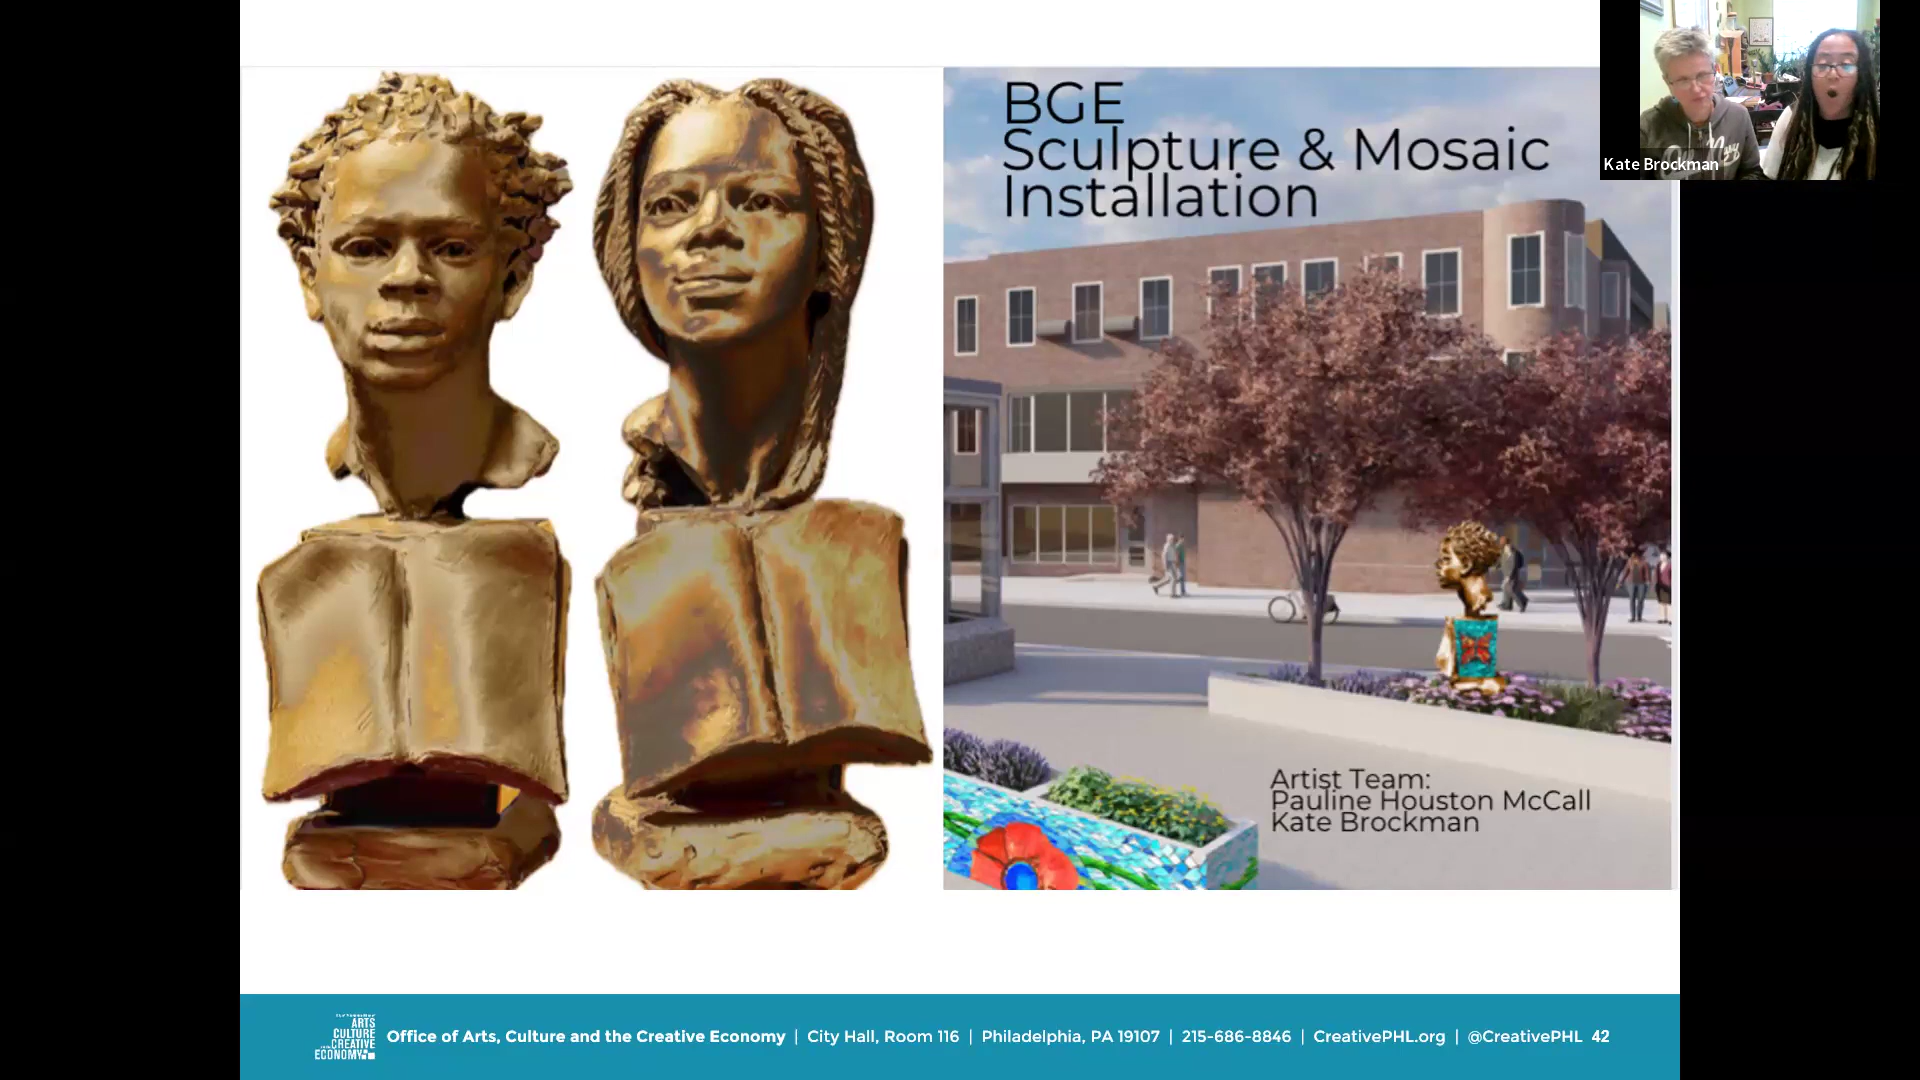 BGE
Sculpture & Mosaic
Installation
Kate Brockman
Artist Team:
Pauline Houston McCall
Kate Brockman
ARTS
CULTURE
CREATIVE
ECONOMY
Office of Arts, Culture and the Creative Economy | City Hall, Room 116 | Philadelphia, PA 19107 | 215-686-8846 | CreativePHL.org | @CreativePHL 42